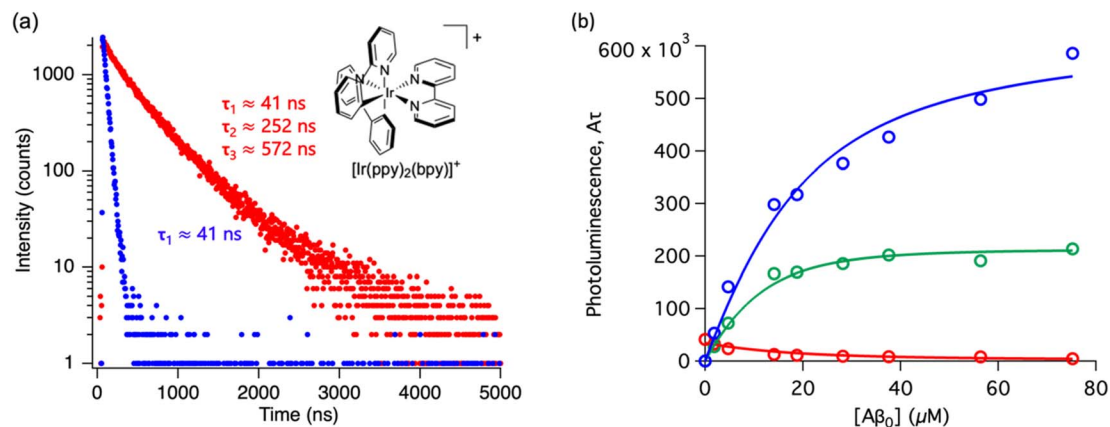 (a)
1000
100
10
1
Intensity (counts)
0
1000
2000
3000
4000
5000
Time (ns)
τ₁ ≈ 41 ns
τ₂ ≈ 252 ns
τ₃ ≈ 572 ns
τ₁ ≈ 41 ns
+
N
N
Ir
N
N
[Ir(ppy)₂(bpy)]⁺
(b)
600 x 10³
500
400
300
200
100
0
Photoluminescence, Aτ
0
20
40
60
80
[Aβ₀] (μM)